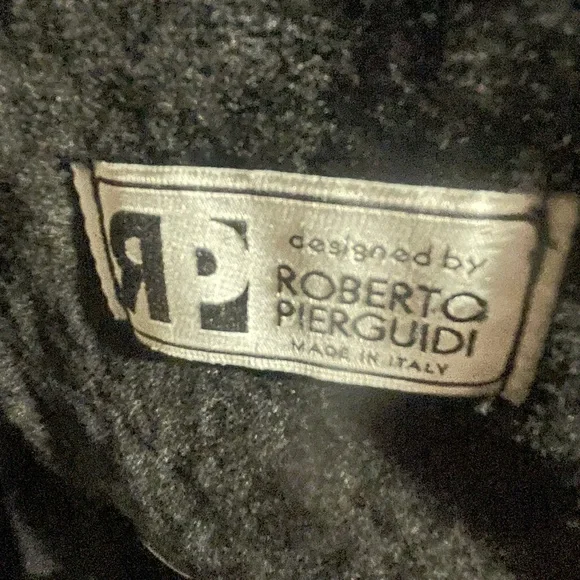 RP
designed by
ROBERTO
PIERGUIDI
MADE IN ITALY